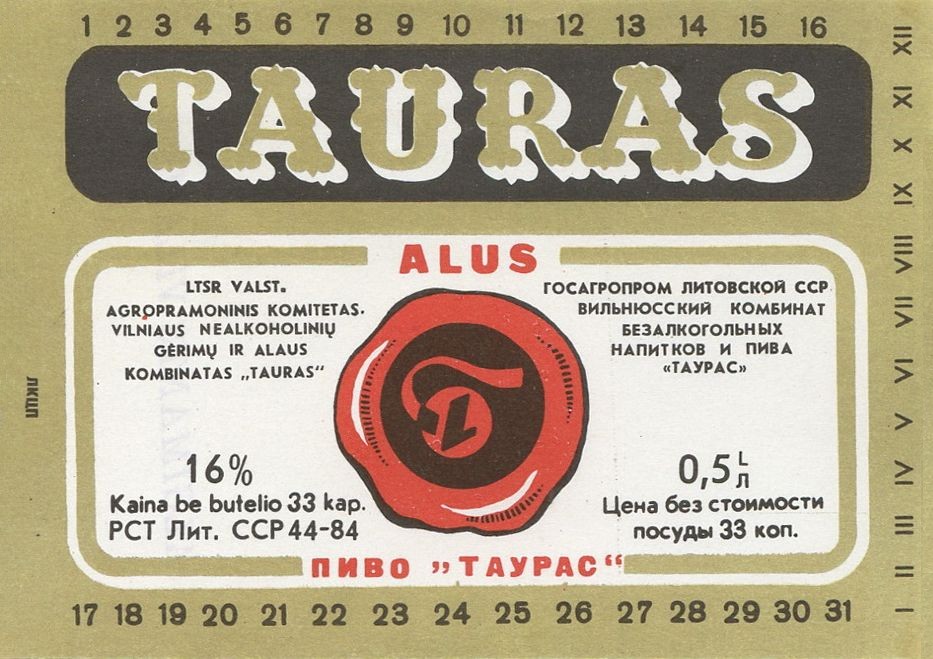 1 2 3 4 5 6 7 8 9 10 11 12 13 14 15 16
TAURAS
ALUS
LTSR VALST.
AGROPRAMONINIS KOMITETAS.
VILNIAUS NEALKOHOLINIŲ
GĖRIMŲ IR ALAUS
KOMBINATAS „TAURAS“
16%
Kaina be butelio 33 kap.
РСТ Лит. ССР 44-84
ГОСАГРОПРОМ ЛИТОВСКОЙ ССР
ВИЛЬНЮССКИЙ КОМБИНАТ
БЕЗАЛКОГОЛЬНЫХ
НАПИТКОВ И ПИВА
«ТАУРАС»
0,5 L
Л
Цена без стоимости
посуды 33 коп.
ПИВО „ТАУРАС“
17 18 19 20 21 22 23 24 25 26 27 28 29 30 31
I II III IV V VI VII VIII IX X XI XII